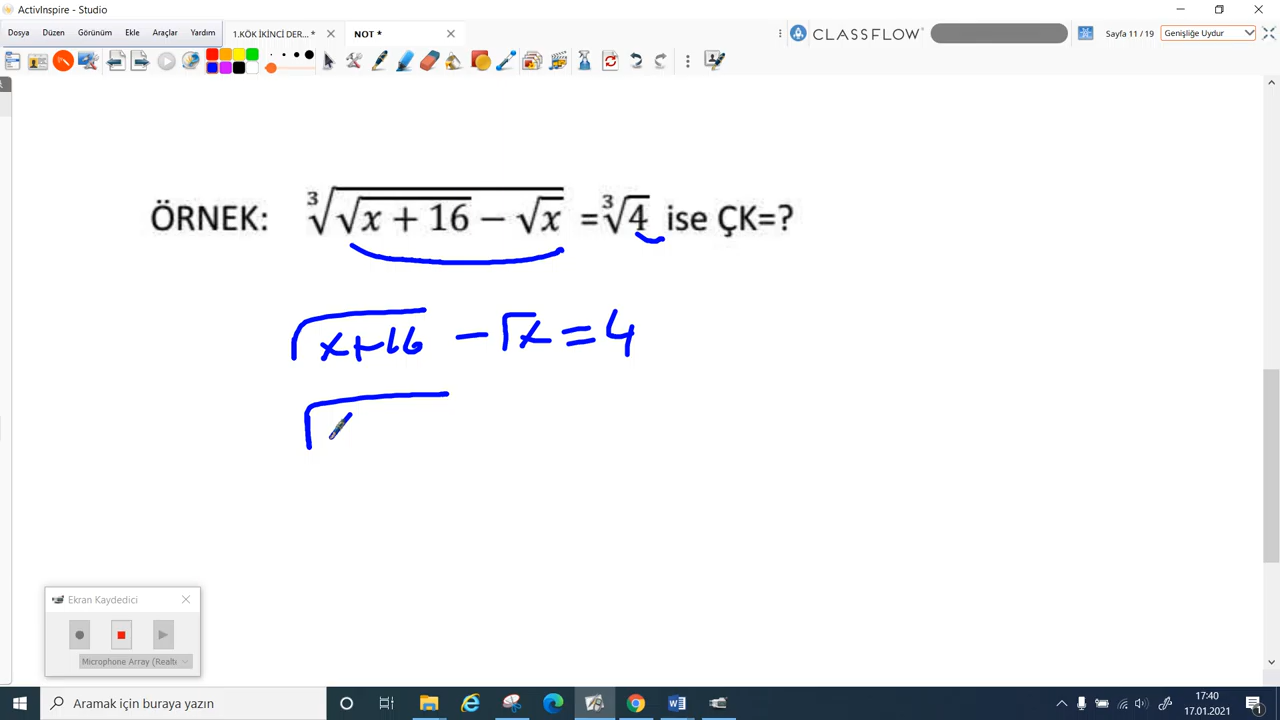 ActivInspire - Studio
Dosya Düzen Görünüm Ekle Araçlar Yardım
1.KÖK İKİNCİ DER... *
NOT *
CLASSFLOW
Sayfa 11 / 19
Genişliğe Uydur
ÖRNEK: ∛(√(x + 16) − √x) = ∛4 ise ÇK=?
√(x+16) − √x = 4
Ekran Kaydedici
Microphone Array (Realte
Aramak için buraya yazın
17:40
17.01.2021
1